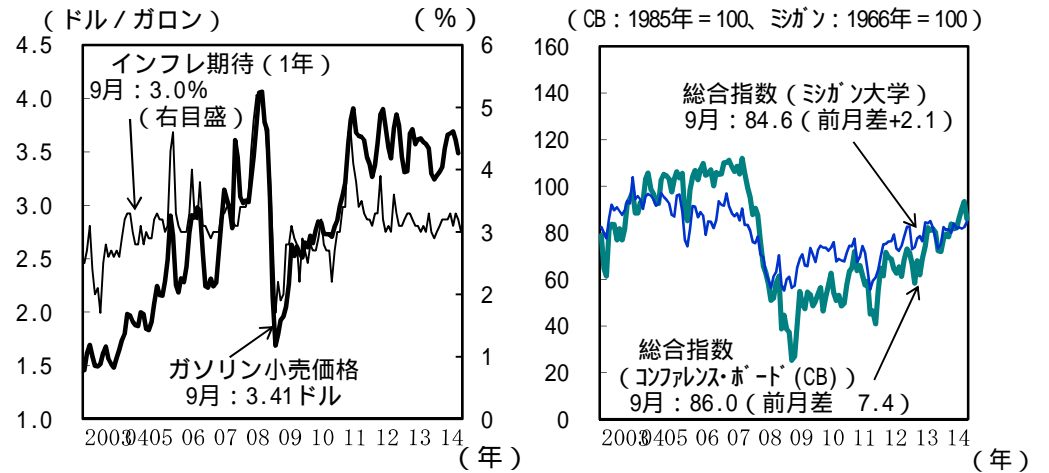 (ドル/ガロン)
(%)
4.5
4.0
3.5
3.0
2.5
2.0
1.5
1.0
6
5
4
3
2
1
0
インフレ期待(1年)
9月:3.0%
(右目盛)
ガソリン小売価格
9月:3.41ドル
2003 04 05 06 07 08 09 10 11 12 13 14
(年)
(CB:1985年=100、ミシガン:1966年=100)
160
140
120
100
80
60
40
20
0
総合指数(ミシガン大学)
9月:84.6(前月差+2.1)
総合指数
(コンファレンス・ボード(CB))
9月:86.0(前月差 7.4)
2003 04 05 06 07 08 09 10 11 12 13 14
(年)